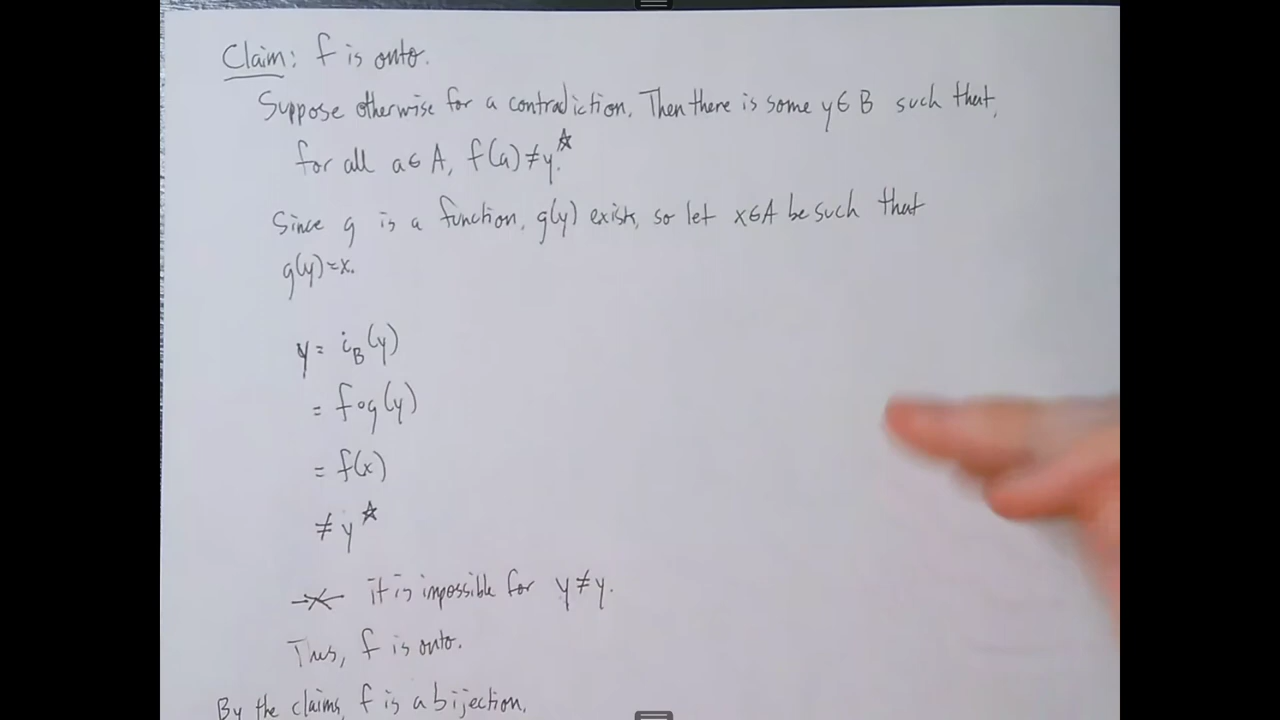 Claim: f is onto.
Suppose otherwise for a contradiction. Then there is some y∈B such that,
for all a∈A, f(a)≠y.☆
Since g is a function, g(y) exists, so let x∈A be such that
g(y)=x.
y = i_B(y)
= f∘g(y)
= f(x)
≠ y ☆
→← it is impossible for y≠y.
Thus, f is onto.
By the claims, f is a bijection.